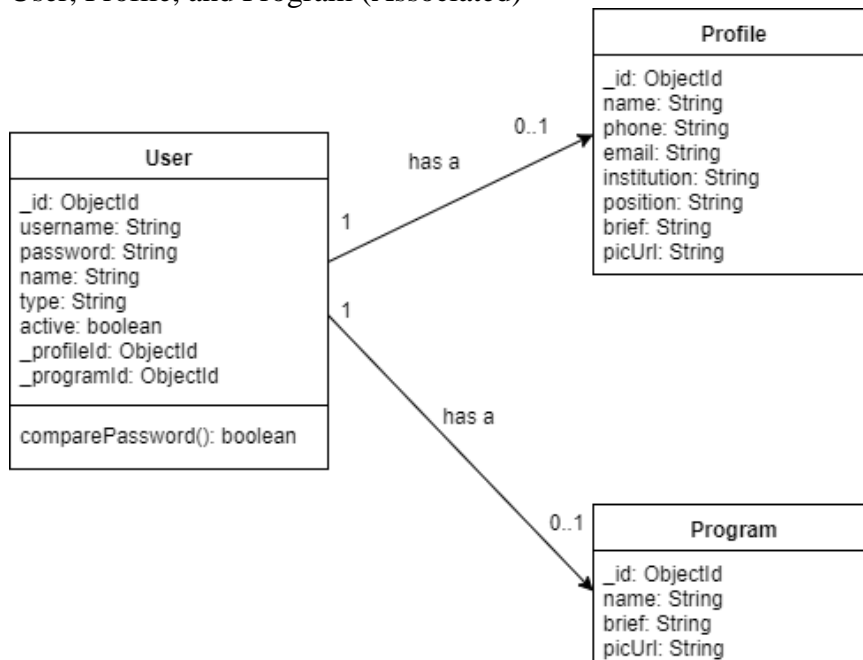 User, Profile, and Program (Associated)
Profile
_id: ObjectId
name: String
phone: String
email: String
institution: String
position: String
brief: String
picUrl: String
0..1
has a
1
User
_id: ObjectId
username: String
password: String
name: String
type: String
active: boolean
_profileId: ObjectId
_programId: ObjectId
comparePassword(): boolean
1
has a
0..1
Program
_id: ObjectId
name: String
brief: String
picUrl: String